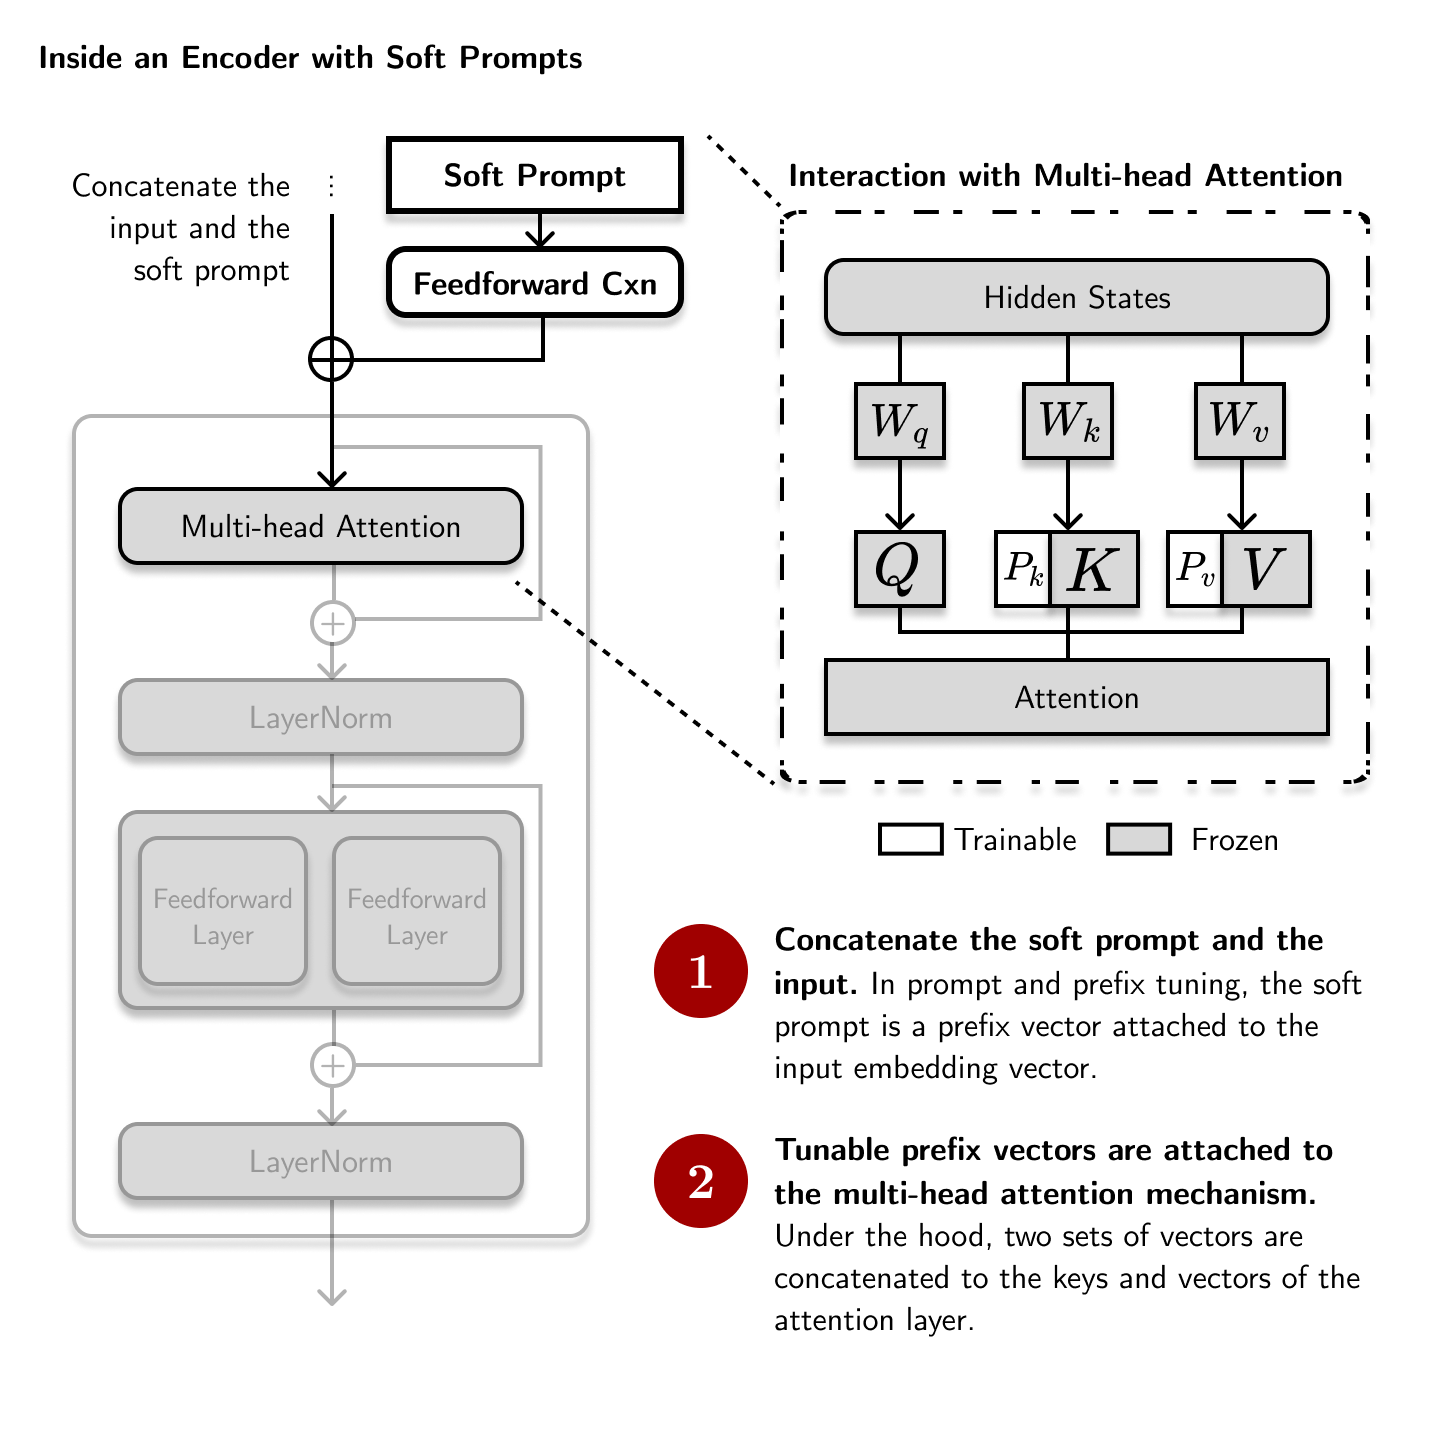 Inside an Encoder with Soft Prompts
Concatenate the
input and the
soft prompt
Soft Prompt
Feedforward Cxn
Multi-head Attention
LayerNorm
Feedforward
Layer
Feedforward
Layer
LayerNorm
Interaction with Multi-head Attention
Hidden States
W_q W_k W_v
Q P_k K P_v V
Attention
Trainable Frozen
1
Concatenate the soft prompt and the
input. In prompt and prefix tuning, the soft
prompt is a prefix vector attached to the
input embedding vector.
2
Tunable prefix vectors are attached to
the multi-head attention mechanism.
Under the hood, two sets of vectors are
concatenated to the keys and vectors of the
attention layer.